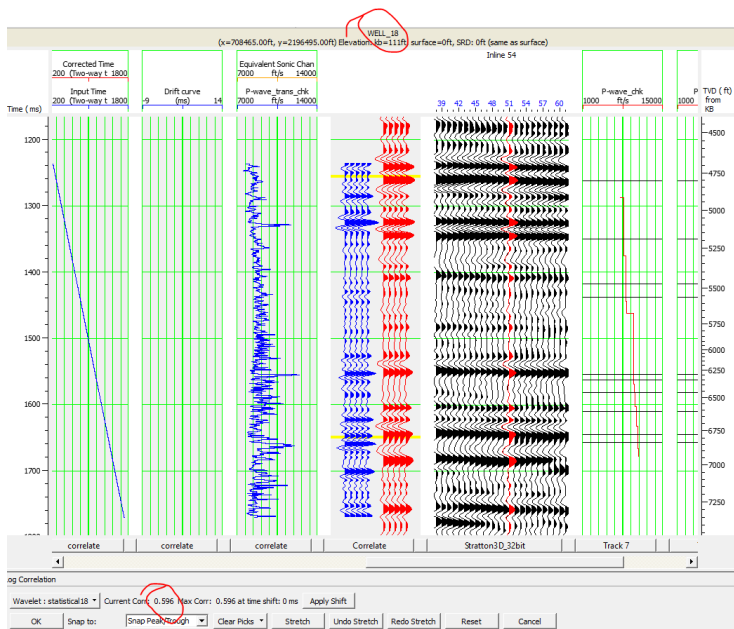 WELL_18
(x=708465.00ft, y=2196495.00ft) Elevation: kb=111ft, surface=0ft, SRD: 0ft (same as surface)
Inline 54
Corrected Time
200 (Two-way t 1800
Equivalent Sonic Chan
7000 ft/s 14000
Input Time
200 (Two-way t 1800
Drift curve
-9 (ms) 14
P-wave_trans_chk
7000 ft/s 14000
P-wave_chk
1000 ft/s 15000
P
1000
TVD ( ft)
from
KB
Time (ms)
39 42 45 48 51 54 57 60
1200
1300
1400
1500
1600
1700
4500
4750
5000
5250
5500
5750
6000
6250
6500
6750
7000
7250
correlate correlate correlate Correlate Stratton3D_32bit Track 7
og Correlation
Wavelet : statistical18 Current Corr: 0.596 Max Corr: 0.596 at time shift: 0 ms Apply Shift
OK Snap to: Snap Peak/Trough Clear Picks Stretch Undo Stretch Redo Stretch Reset Cancel